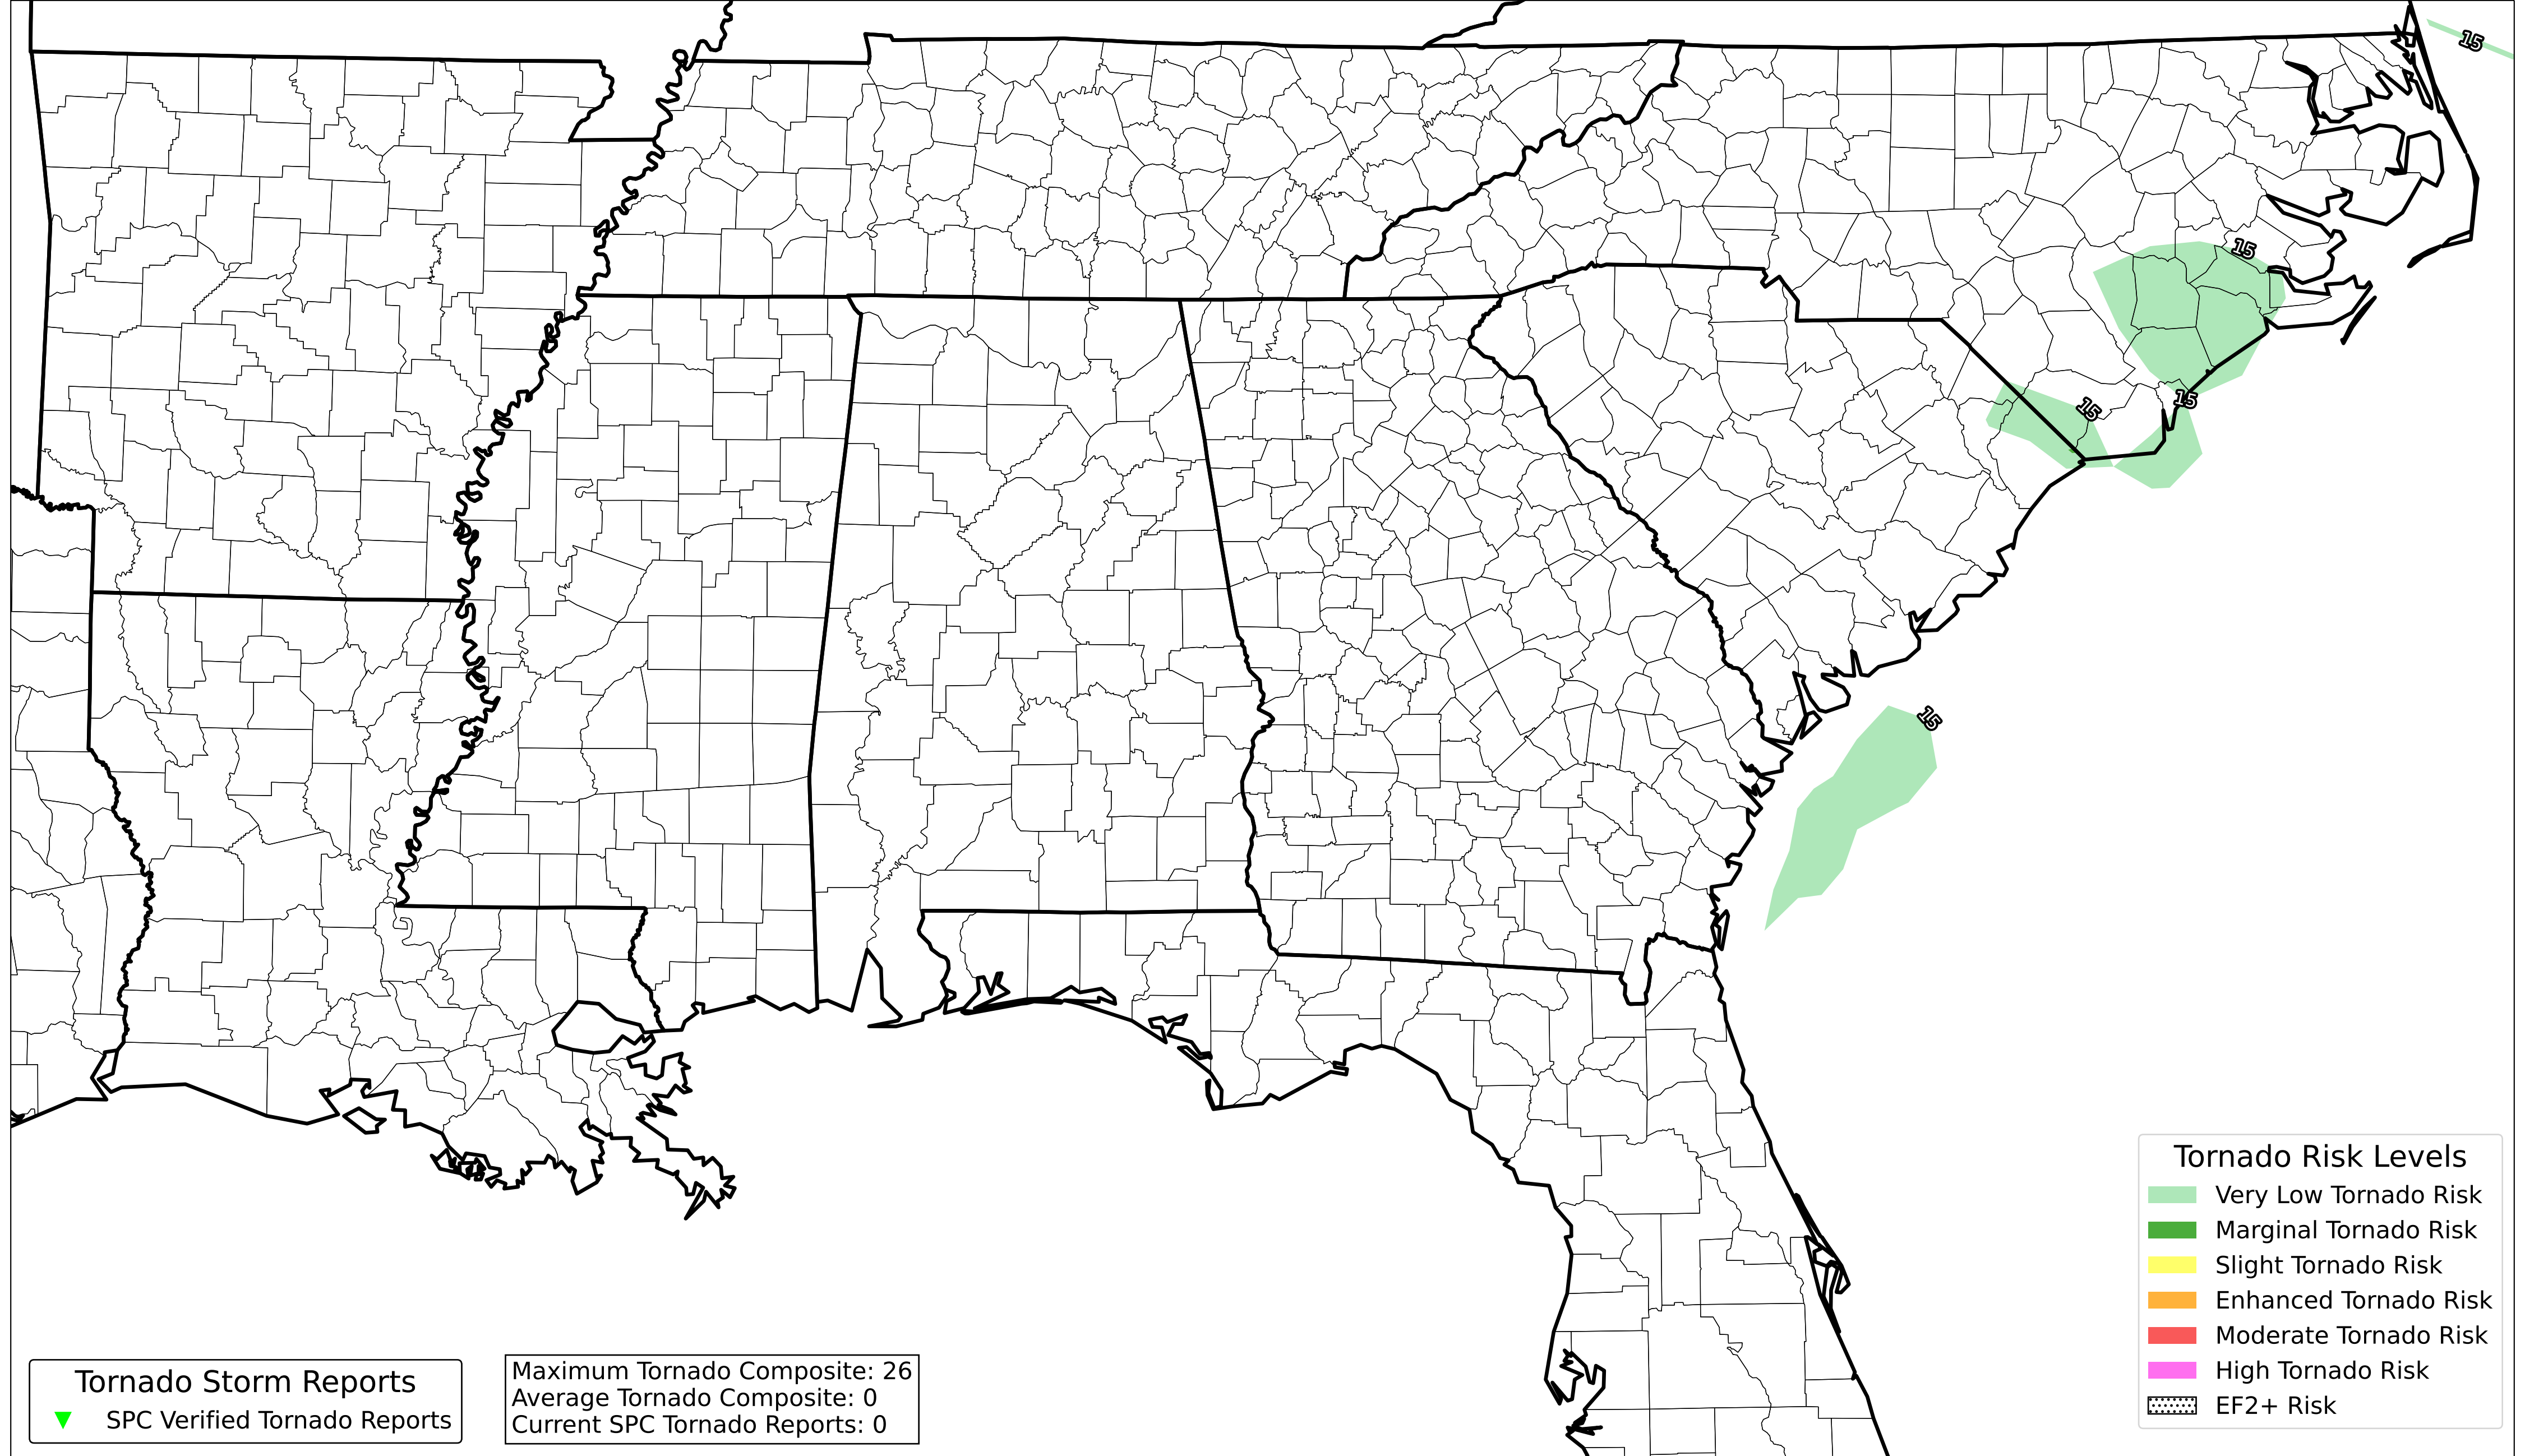 15
15
15
15
15
Tornado Risk Levels
Very Low Tornado Risk
Marginal Tornado Risk
Slight Tornado Risk
Enhanced Tornado Risk
Moderate Tornado Risk
High Tornado Risk
EF2+ Risk
Tornado Storm Reports
SPC Verified Tornado Reports
Maximum Tornado Composite: 26
Average Tornado Composite: 0
Current SPC Tornado Reports: 0